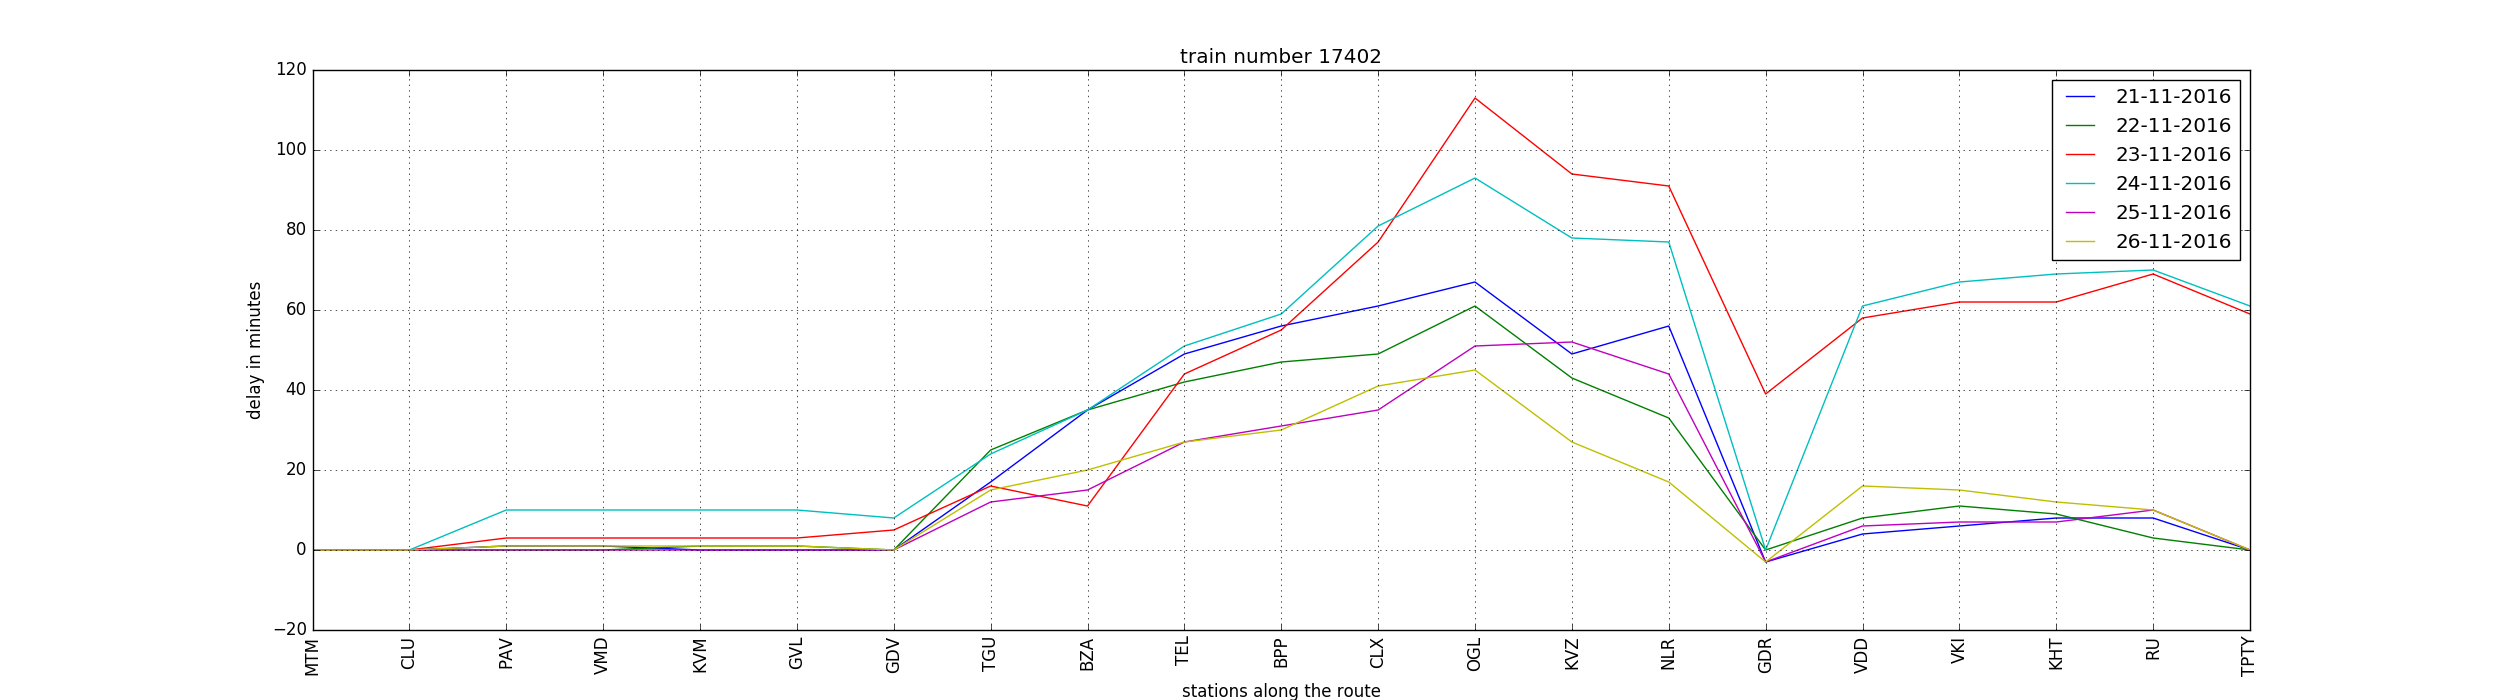 train number 17402
120
100
80
60
40
20
0
−20
delay in minutes
21-11-2016
22-11-2016
23-11-2016
24-11-2016
25-11-2016
26-11-2016
MTM
CLU
PAV
VMD
KVM
GVL
GDV
TGU
BZA
TEL
BPP
CLX
OGL
KVZ
NLR
GDR
VDD
VKI
KHT
RU
TPTY
stations along the route